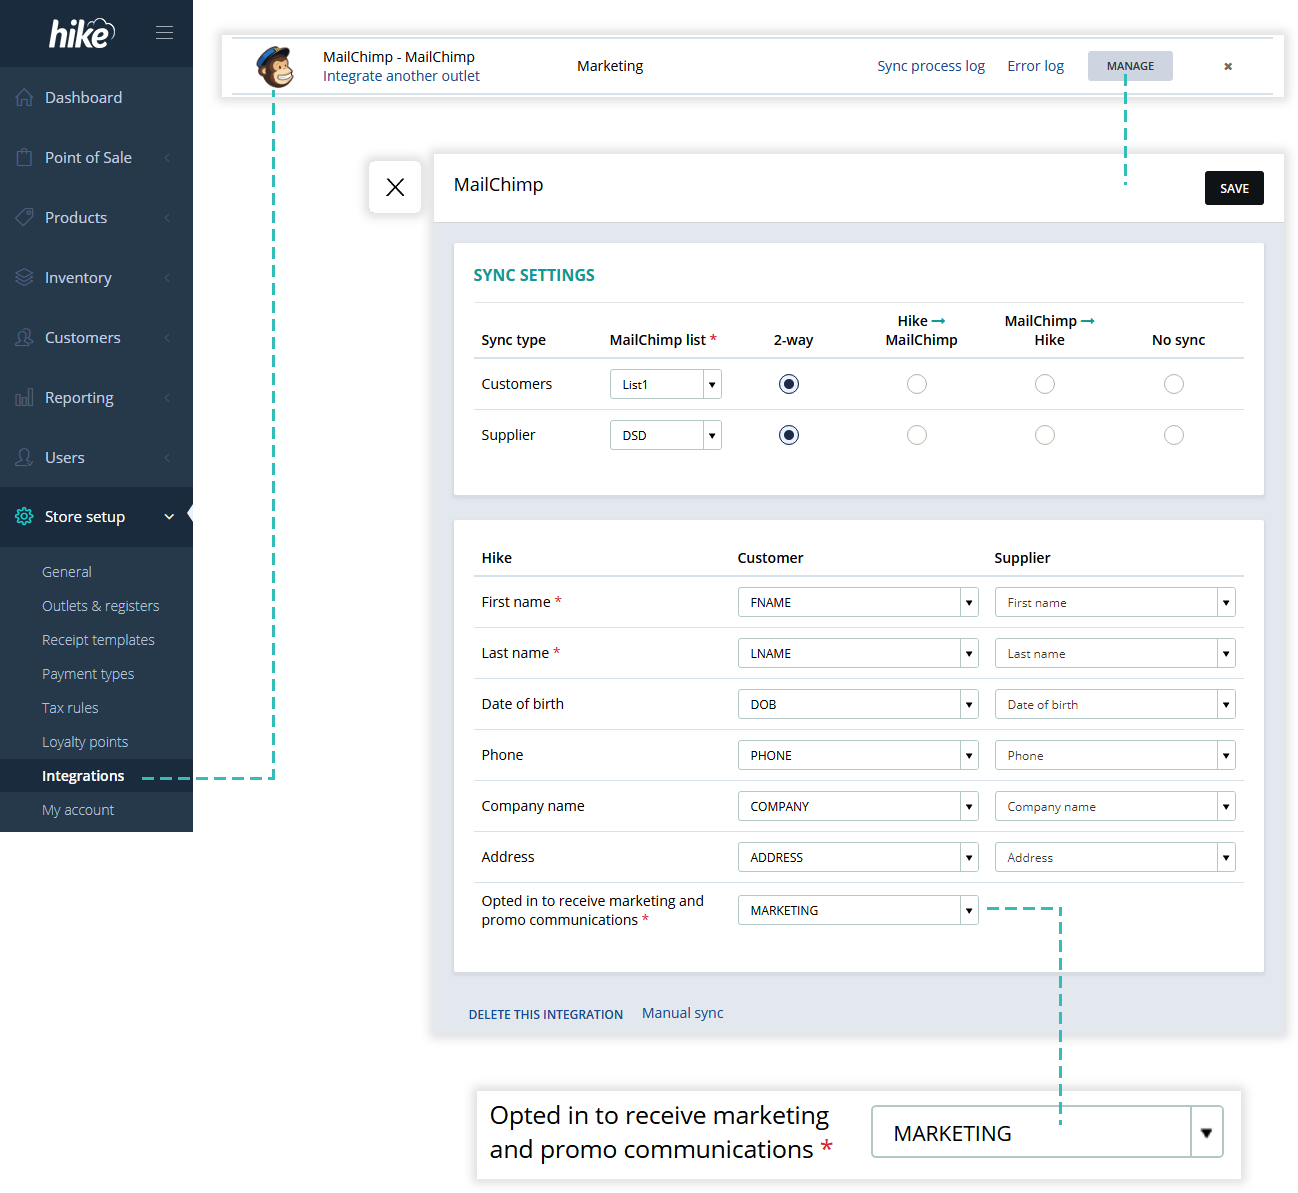 hike
Dashboard
Point of Sale
Products
Inventory
Customers
Reporting
Users
Store setup
General
Outlets & registers
Receipt templates
Payment types
Tax rules
Loyalty points
Integrations
My account
MailChimp - MailChimp
Integrate another outlet
Marketing
Sync process log
Error log
MANAGE
MailChimp
SAVE
SYNC SETTINGS
Sync type
MailChimp list *
2-way
Hike →
MailChimp
MailChimp →
Hike
No sync
Customers
List1
Supplier
DSD
Hike
Customer
Supplier
First name *
FNAME
First name
Last name *
LNAME
Last name
Date of birth
DOB
Date of birth
Phone
PHONE
Phone
Company name
COMPANY
Company name
Address
ADDRESS
Address
Opted in to receive marketing and
promo communications *
MARKETING
DELETE THIS INTEGRATION
Manual sync
Opted in to receive marketing
and promo communications *
MARKETING